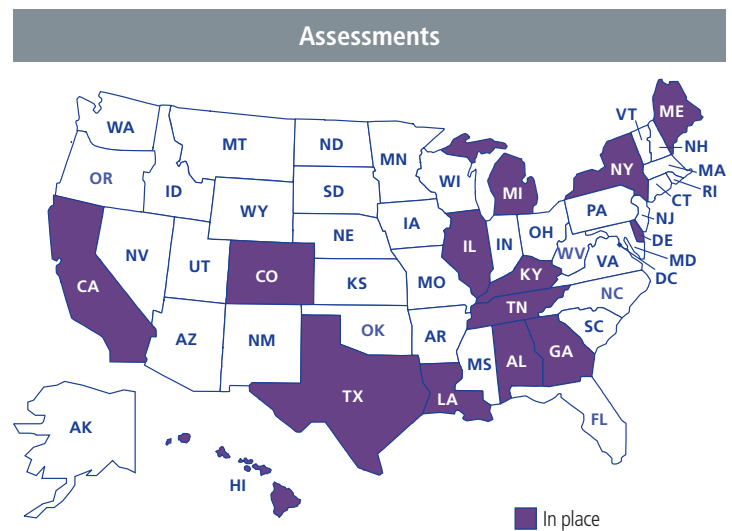 Assessments
WA
OR
CA
ID
NV
MT
WY
UT
AZ
CO
NM
ND
SD
NE
KS
OK
TX
MN
IA
MO
AR
LA
WI
IL
MI
IN
OH
KY
TN
MS
AL
GA
FL
SC
NC
VA
WV
PA
NY
VT
ME
NH
MA
RI
CT
NJ
DE
MD
DC
AK
HI
In place